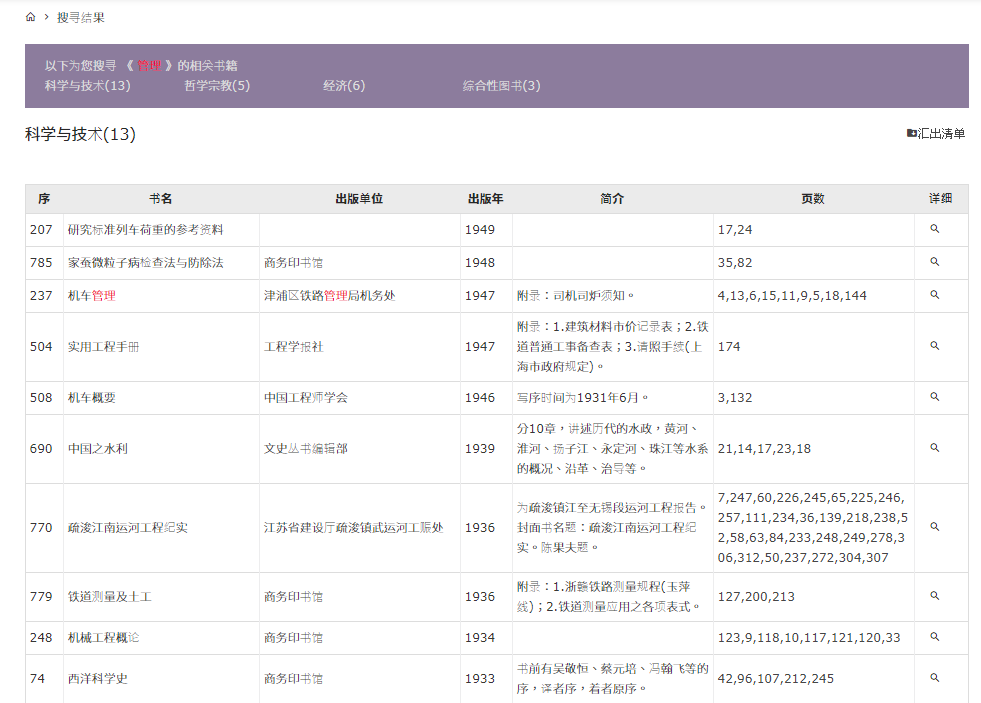 搜寻结果
以下为您搜寻 《 管理 》的相关书籍
科学与技术(13) 哲学宗教(5) 经济(6) 综合性图书(3)
科学与技术(13)
汇出清单
序 书名 出版单位 出版年 简介 页数 详细
207 研究标准列车荷重的参考资料 1949 17,24
785 家蚕微粒子病检查法与防除法 商务印书馆 1948 35,82
237 机车管理 津浦区铁路管理局机务处 1947 附录：司机司炉须知。 4,13,6,15,11,9,5,18,144
504 实用工程手册 工程学报社 1947 附录：1.建筑材料市价记录表；2.铁
道普通工事备查表；3.请照手续(上
海市政府规定)。 174
508 机车概要 中国工程师学会 1946 写序时间为1931年6月。 3,132
690 中国之水利 文史丛书编辑部 1939 分10章，讲述历代的水政，黄河、
淮河、扬子江、永定河、珠江等水系
的概况、沿革、治导等。 21,14,17,23,18
770 疏浚江南运河工程纪实 江苏省建设厅疏浚镇武运河工赈处 1936 为疏浚镇江至无锡段运河工程报告。
封面书名题：疏浚江南运河工程纪
实。陈果夫题。 7,247,60,226,245,65,225,246,
257,111,234,36,139,218,238,5
2,58,63,84,233,248,249,278,3
06,312,50,237,272,304,307
779 铁道测量及土工 商务印书馆 1936 附录：1.浙赣铁路测量规程(玉萍
线)；2.铁道测量应用之各项表式。 127,200,213
248 机械工程概论 商务印书馆 1934 123,9,118,10,117,121,120,33
74 西洋科学史 商务印书馆 1933 书前有吴敬恒、蔡元培、冯翰飞等的
序，译者序，着者原序。 42,96,107,212,245